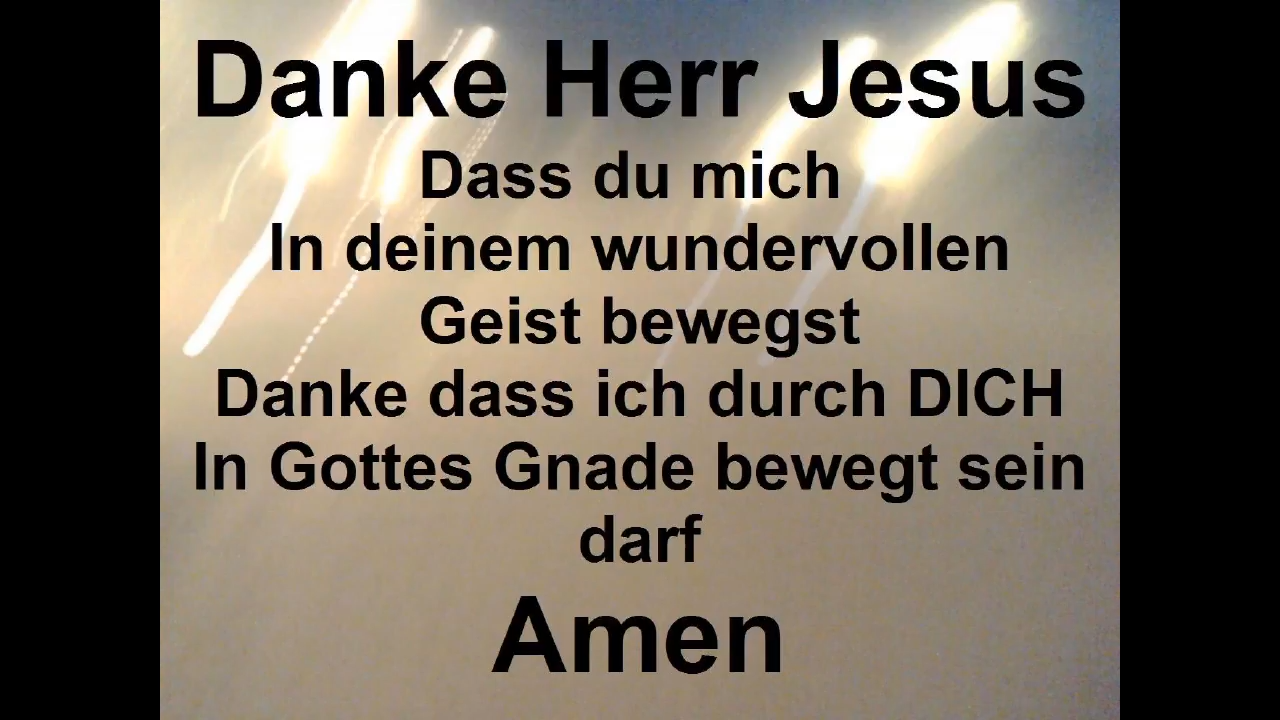 Danke Herr Jesus
Dass du mich
In deinem wundervollen
Geist bewegst
Danke dass ich durch DICH
In Gottes Gnade bewegt sein
darf
Amen